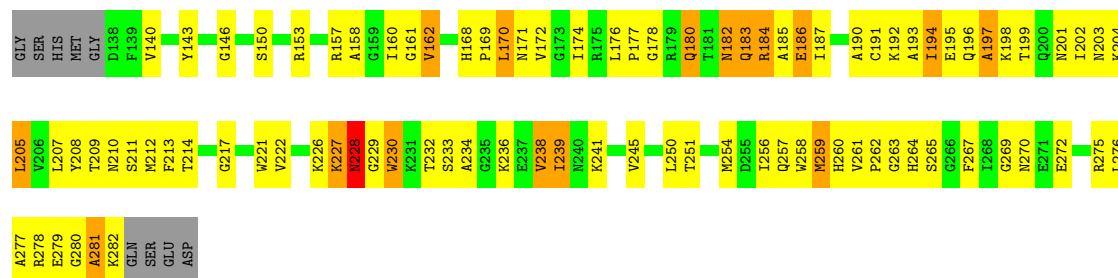 GLY SER HIS MET GLY D138 F139 V140 Y143 G146 S150 R153 R157 A158 G159 I160 G161 V162 H168 P169 L170 N171 V172 G173 I174 R175 L176 P177 G178 R179 Q180 T181 N182 Q183 R184 A185 E186 I187 A190 C191 K192 A193 I194 E195 Q196 A197 K198 T199 Q200 N201 I202 N203 K204
L205 V206 L207 Y208 T209 N210 S211 M212 F213 T214 G217 W221 V222 K226 K227 N228 G229 W230 K231 T232 S233 A234 G235 K236 E237 V238 I239 N240 K241 V245 L250 T251 M254 D255 I256 Q257 W258 M259 H260 V261 P262 G263 H264 S265 G266 F267 I268 G269 N270 E271 E272 R275 L276
A277 R278 E279 G280 A281 K282 GLN SER GLU ASP